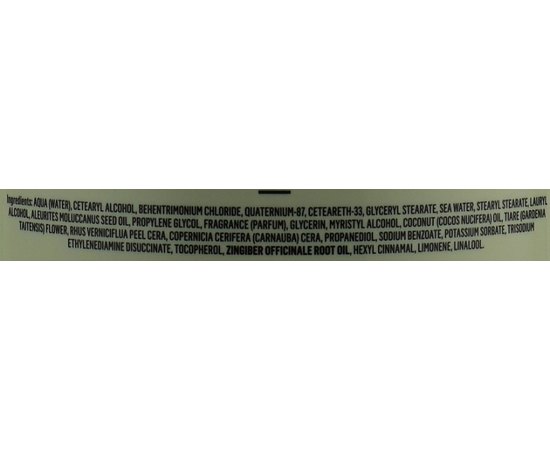 Ingredients: AQUA (WATER), CETEARYL ALCOHOL, BEHENTRIMONIUM CHLORIDE, QUATERNIUM-87, CETEARETH-33, GLYCERYL STEARATE, SEA WATER, STEARYL STEARATE, LAURYL
ALCOHOL, ALEURITES MOLUCCANUS SEED OIL, PROPYLENE GLYCOL, FRAGRANCE (PARFUM), GLYCERIN, MYRISTYL ALCOHOL, COCONUT (COCOS NUCIFERA) OIL, TIARE (GARDENIA
TAITENSIS) FLOWER, RHUS VERNICIFLUA PEEL CERA, COPERNICIA CERIFERA (CARNAUBA) CERA, PROPANEDIOL, SODIUM BENZOATE, POTASSIUM SORBATE, TRISODIUM
ETHYLENEDIAMINE DISUCCINATE, TOCOPHEROL, ZINGIBER OFFICINALE ROOT OIL, HEXYL CINNAMAL, LIMONENE, LINALOOL.